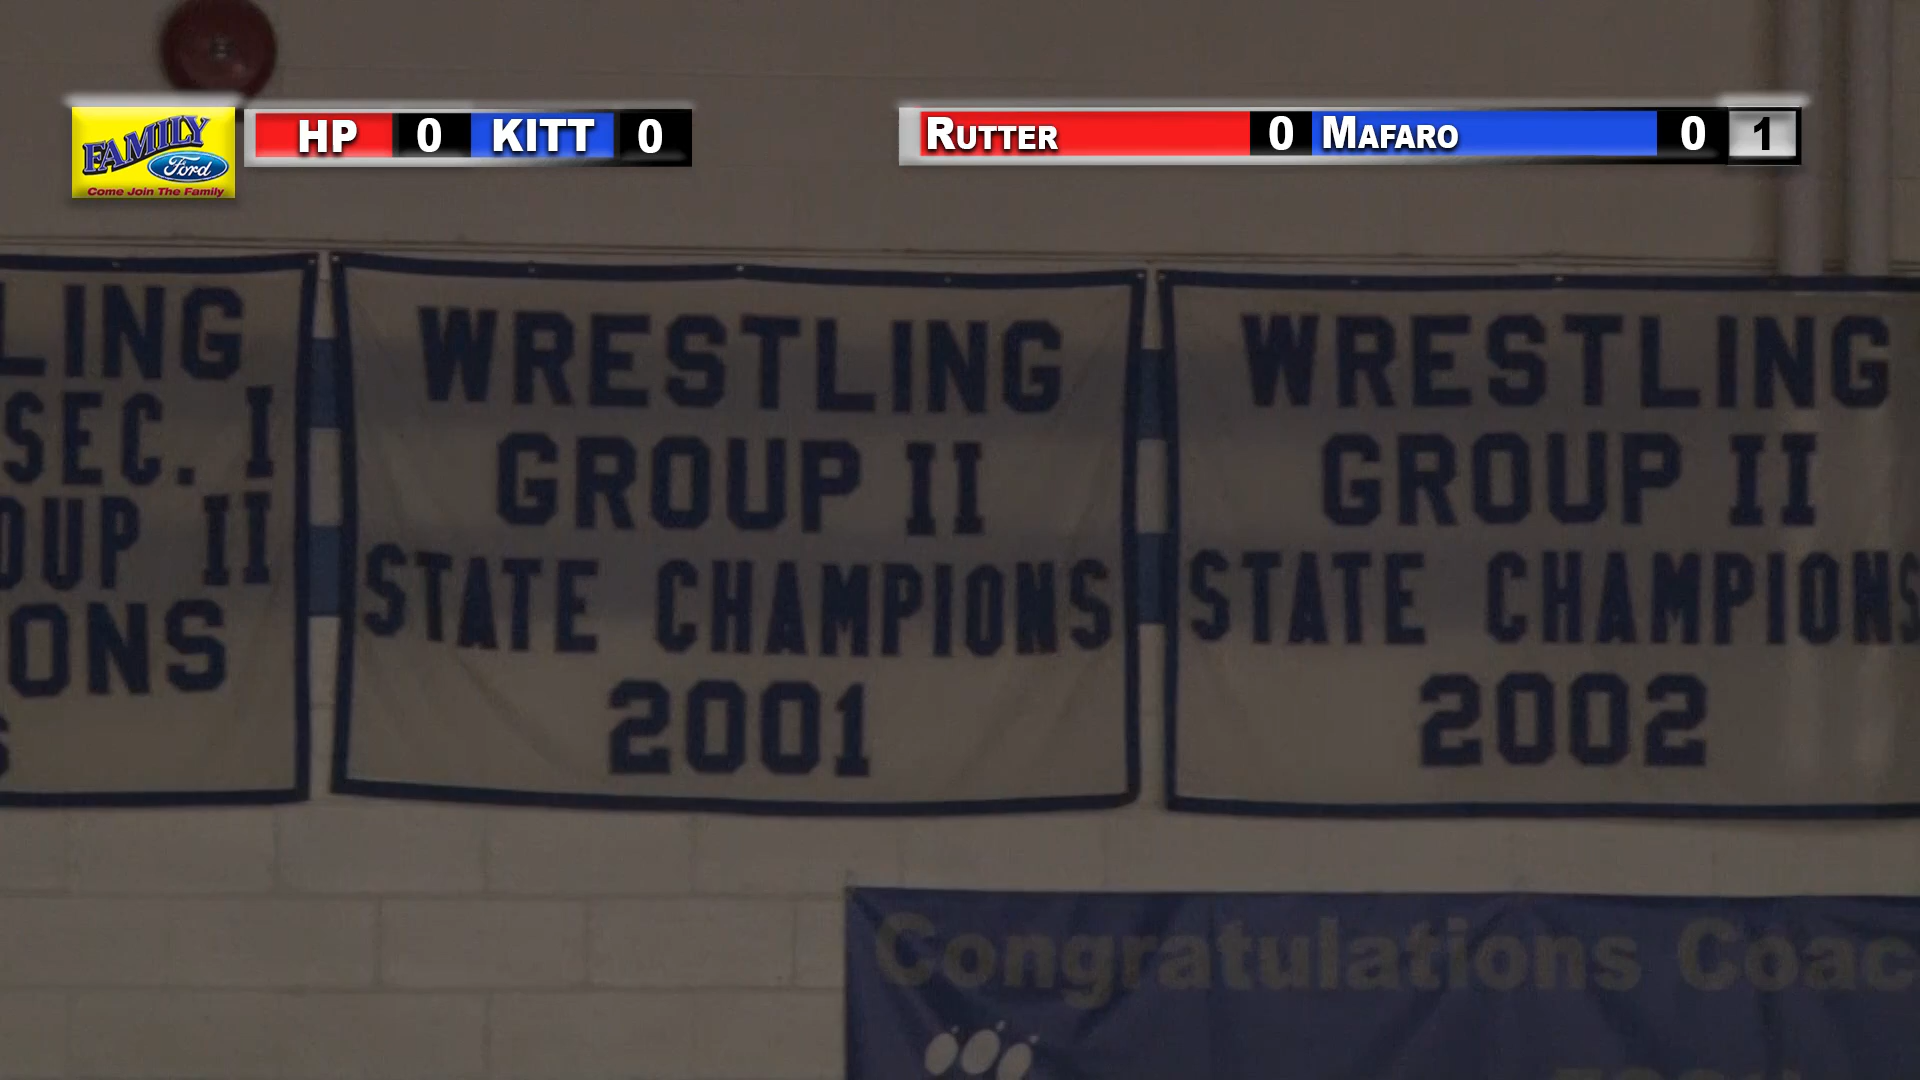 FAMILY
Ford
Come Join The Family
HP 0 KITT 0
RUTTER 0 MAFARO 0 1
LING
SEC. I
OUP II
ONS
WRESTLING
GROUP II
STATE CHAMPIONS
2001
WRESTLING
GROUP II
STATE CHAMPIONS
2002
Congratulations Coac